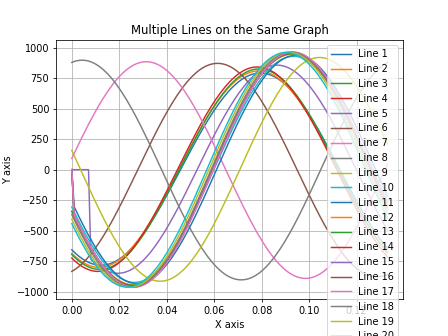 Multiple Lines on the Same Graph
Y axis
1000
750
500
250
0
−250
−500
−750
−1000
0.00 0.02 0.04 0.06 0.08 0.10
X axis
Line 1
Line 2
Line 3
Line 4
Line 5
Line 6
Line 7
Line 8
Line 9
Line 10
Line 11
Line 12
Line 13
Line 14
Line 15
Line 16
Line 17
Line 18
Line 19
Line 20